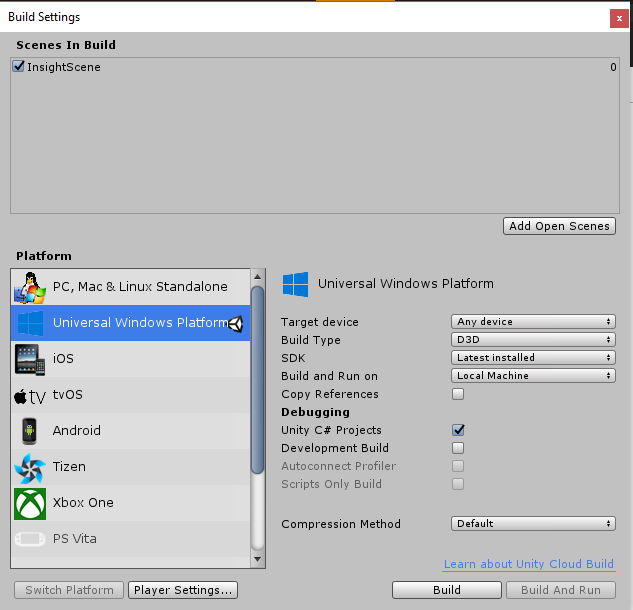 Build Settings
x
Scenes In Build
InsightScene 0
Add Open Scenes
Platform
PC, Mac & Linux Standalone
Universal Windows Platform
iOS
tv
tvOS
Android
Tizen
Xbox One
PS Vita
Universal Windows Platform
Target device Any device
Build Type D3D
SDK Latest installed
Build and Run on Local Machine
Copy References
Debugging
Unity C# Projects
Development Build
Autoconnect Profiler
Scripts Only Build
Compression Method Default
Learn about Unity Cloud Build
Switch Platform
Player Settings...
Build
Build And Run